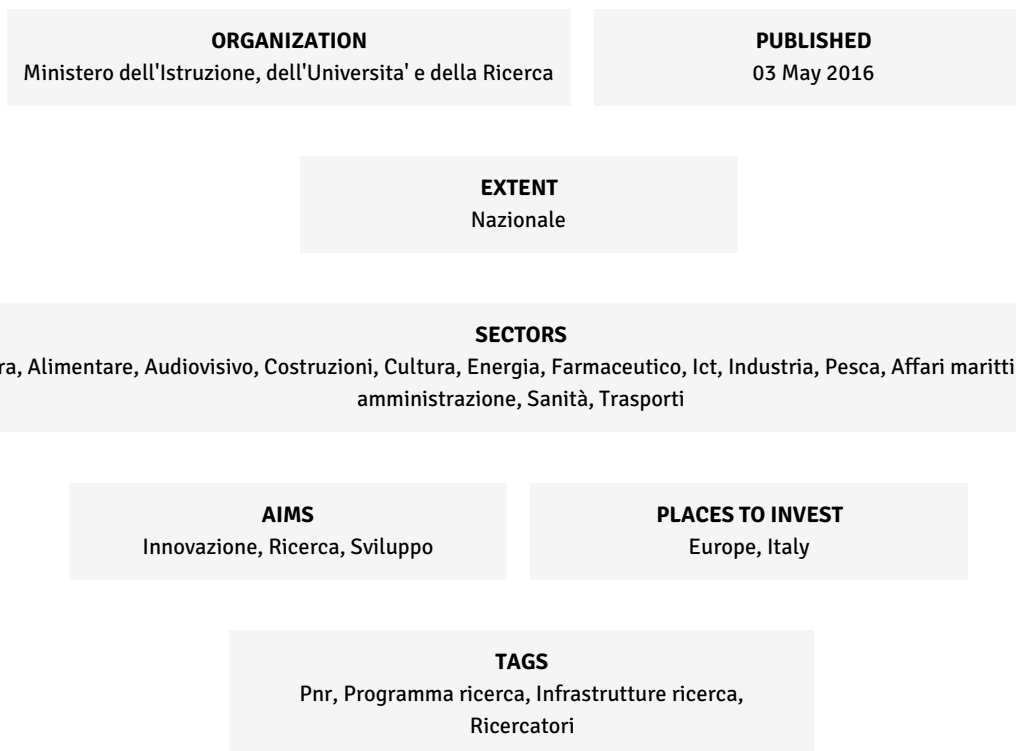 ORGANIZATION
Ministero dell'Istruzione, dell'Universita' e della Ricerca
PUBLISHED
03 May 2016
EXTENT
Nazionale
SECTORS
Alimentare, Audiovisivo, Costruzioni, Cultura, Energia, Farmaceutico, Ict, Industria, Pesca, Affari
amministrazione, Sanità, Trasporti
AIMS
Innovazione, Ricerca, Sviluppo
PLACES TO INVEST
Europe, Italy
TAGS
Pnr, Programma ricerca, Infrastrutture ricerca,
Ricercatori